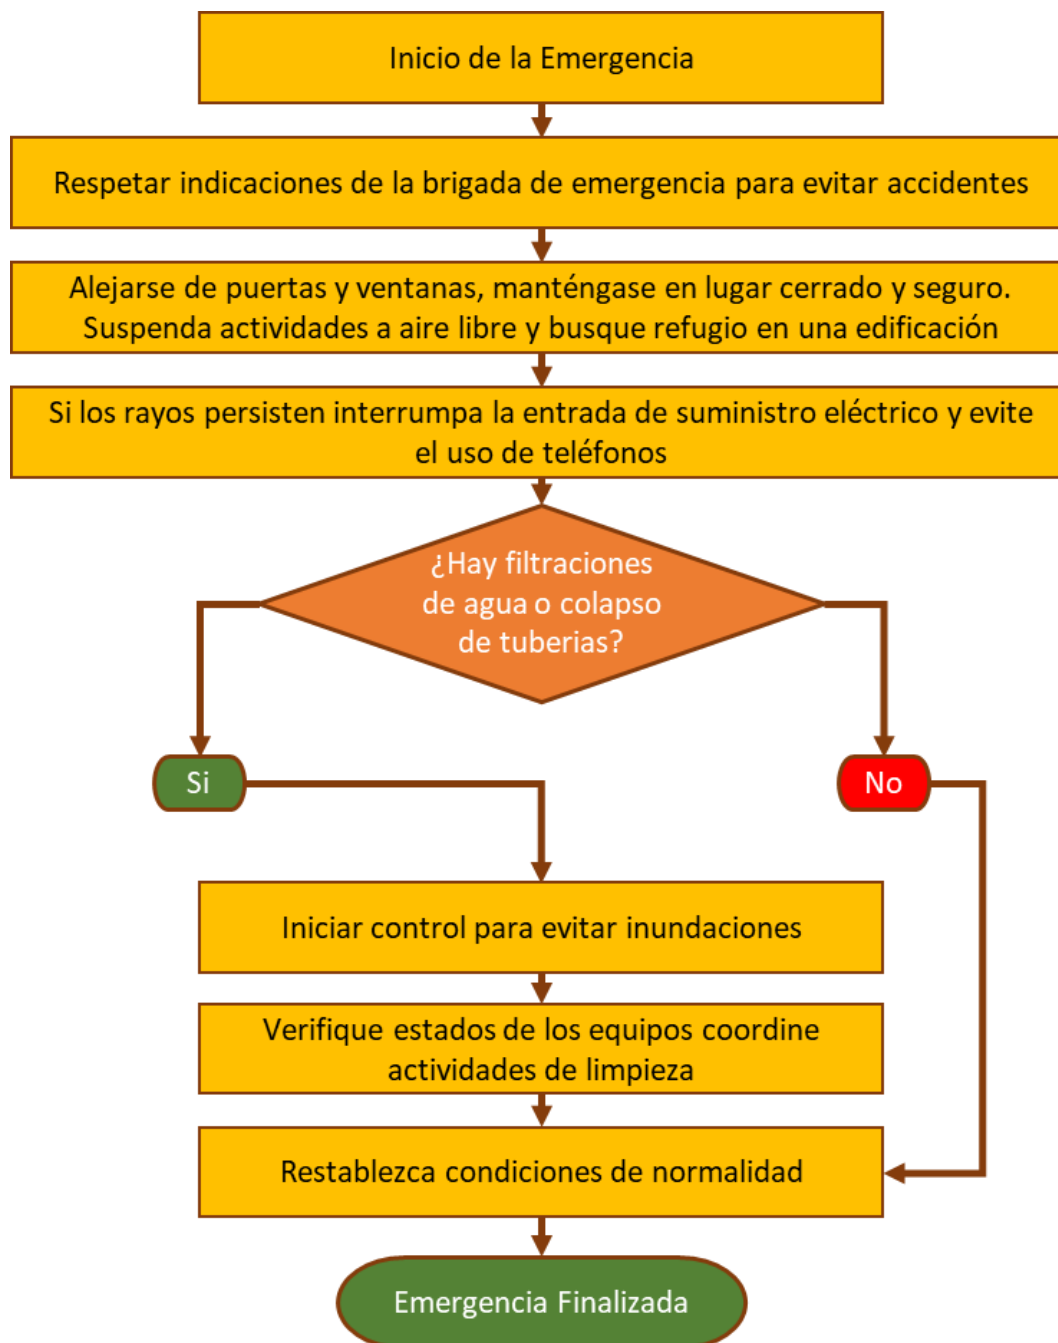 Inicio de la Emergencia
Respetar indicaciones de la brigada de emergencia para evitar accidentes
Alejarse de puertas y ventanas, manténgase en lugar cerrado y seguro.
Suspenda actividades a aire libre y busque refugio en una edificación
Si los rayos persisten interrumpa la entrada de suministro eléctrico y evite
el uso de teléfonos
¿Hay filtraciones
de agua o colapso
de tuberias?
Si
No
Iniciar control para evitar inundaciones
Verifique estados de los equipos coordine
actividades de limpieza
Restablezca condiciones de normalidad
Emergencia Finalizada